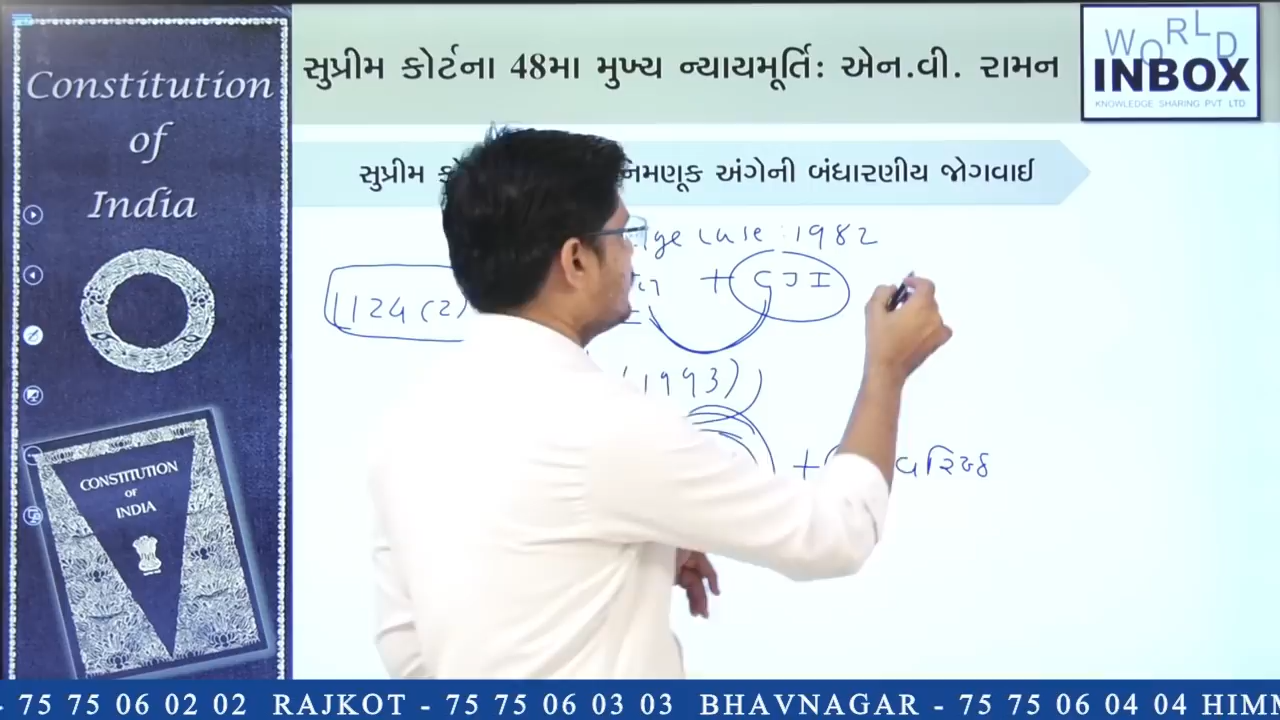 Constitution
of
India
સુપ્રીમ કોર્ટના 48મા મુખ્ય ન્યાયમૂર્તિઃ એન.વી. રામન
WORLD
INBOX
KNOWLEDGE SHARING PVT LTD
સુપ્રીમ
અંગેની બંધારણીય જોગવાઈ
case : 1982
124 (2)
+ CJI
(1993)
+
CONSTITUTION
OF
INDIA
- 75 75 06 02 02 RAJKOT - 75 75 06 03 03 BHAVNAGAR - 75 75 06 04 04